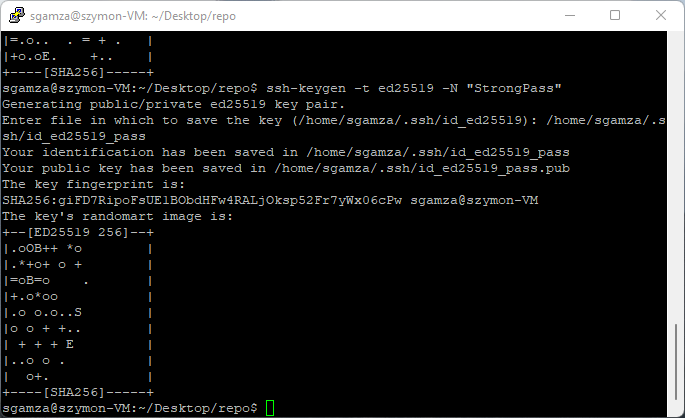 sgamza@szymon-VM: ~/Desktop/repo
|=.o..  . = + .   |
|+o.oE.    +..    |
+----[SHA256]-----+
sgamza@szymon-VM:~/Desktop/repo$ ssh-keygen -t ed25519 -N "StrongPass"
Generating public/private ed25519 key pair.
Enter file in which to save the key (/home/sgamza/.ssh/id_ed25519): /home/sgamza/.s
sh/id_ed25519_pass
Your identification has been saved in /home/sgamza/.ssh/id_ed25519_pass
Your public key has been saved in /home/sgamza/.ssh/id_ed25519_pass.pub
The key fingerprint is:
SHA256:giFD7RipoFsUE1BObdHFw4RALjOksp52Fr7yWx06cPw sgamza@szymon-VM
The key's randomart image is:
+--[ED25519 256]--+
|.oOB++ *o        |
|.*+o+ o +        |
|=oB=o    .       |
|+.o*oo           |
|.o o.o..S        |
|o o + +..        |
| + + + E         |
|..o o .          |
|  o+.            |
+----[SHA256]-----+
sgamza@szymon-VM:~/Desktop/repo$